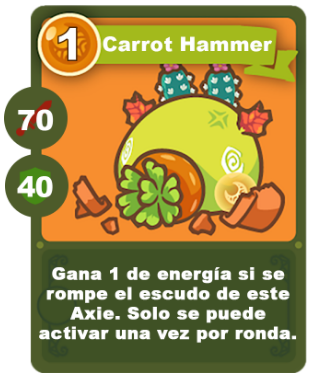 1 Carrot Hammer
70
40
Gana 1 de energía si se
rompe el escudo de este
Axie. Solo se puede
activar una vez por ronda.